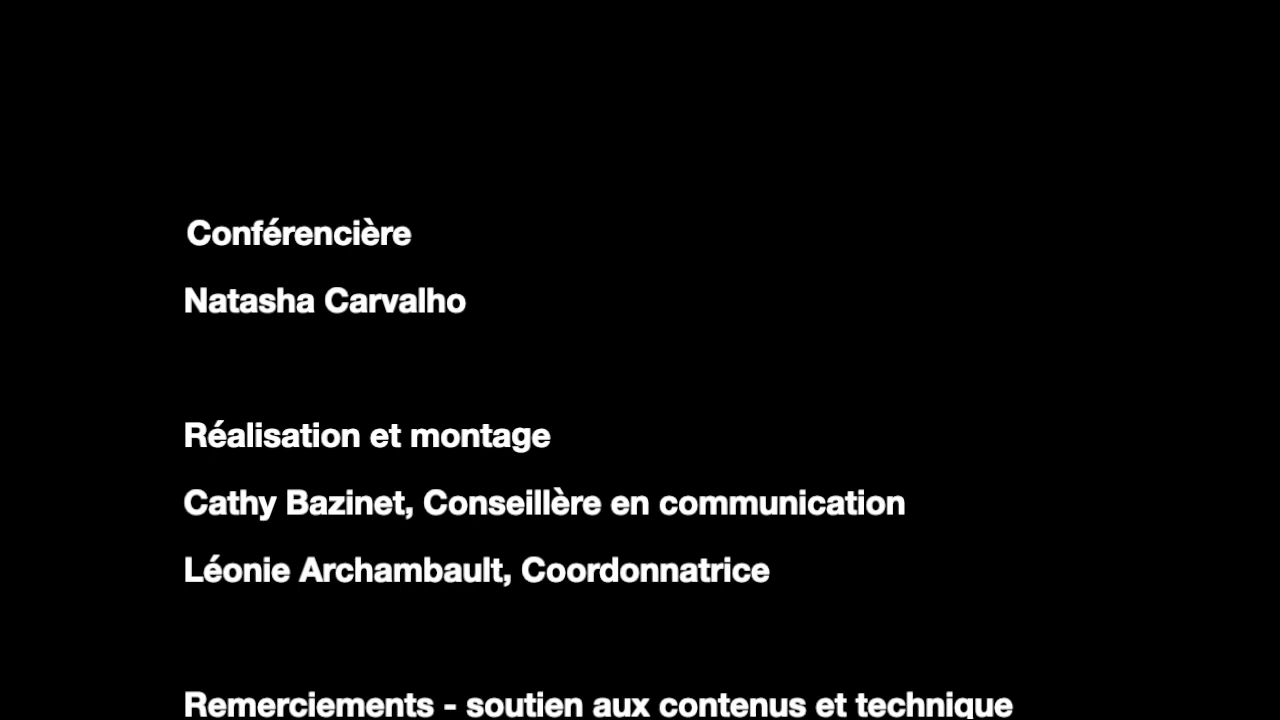 Conférencière
Natasha Carvalho
Réalisation et montage
Cathy Bazinet, Conseillère en communication
Léonie Archambault, Coordonnatrice
Remerciements - soutien aux contenus et technique